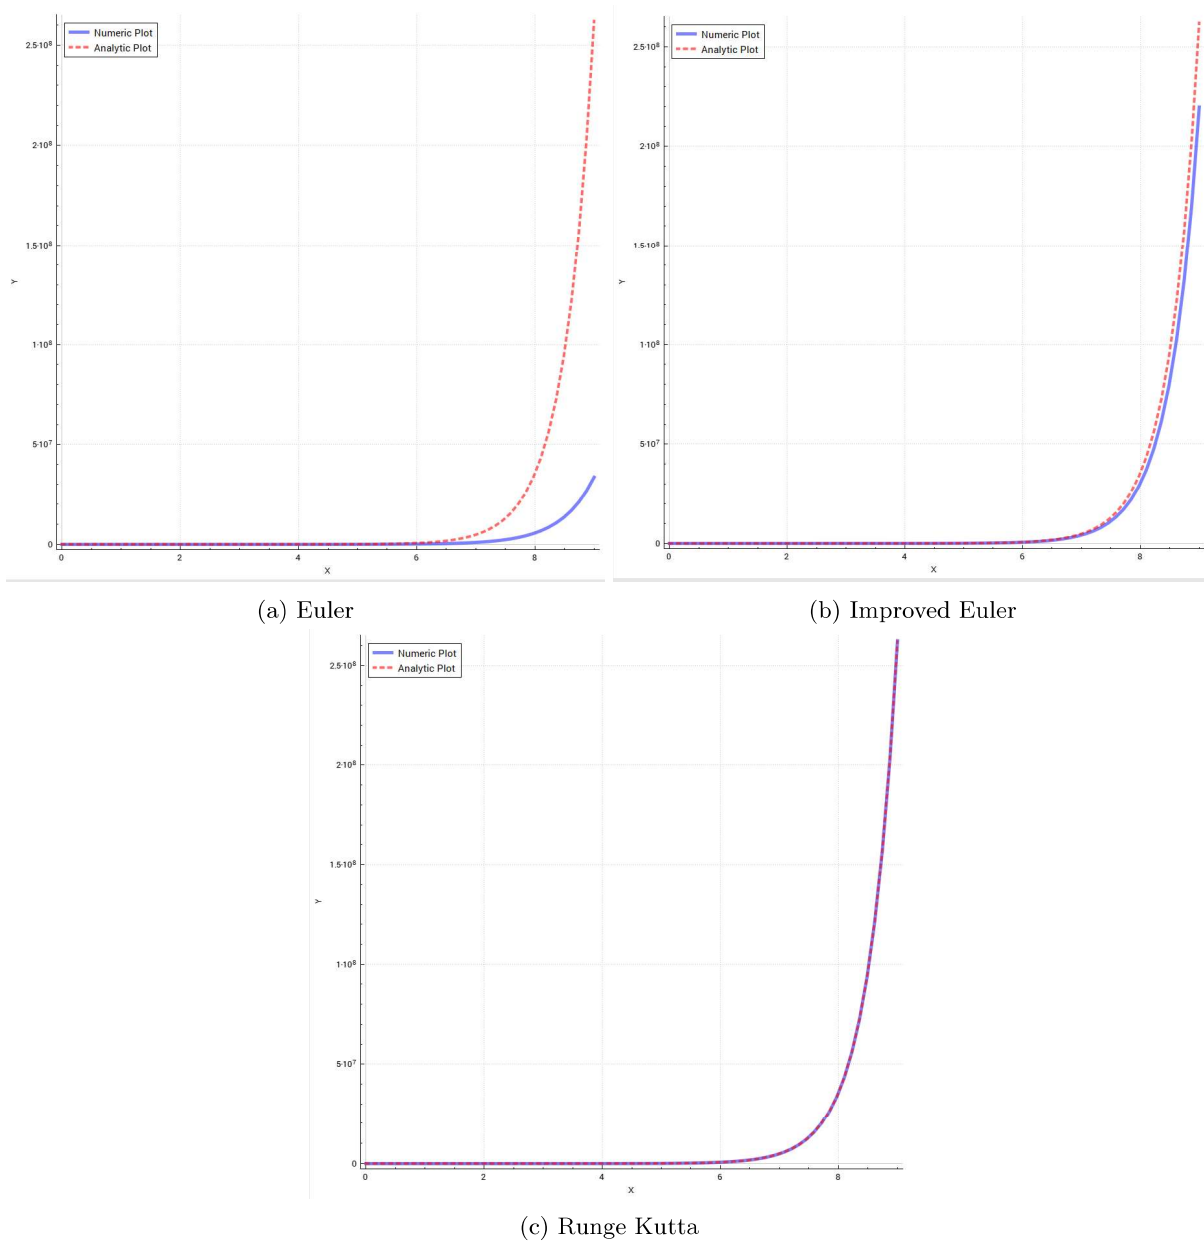 Numeric Plot
Analytic Plot
2.5·10⁸
2·10⁸
1.5·10⁸
1·10⁸
5·10⁷
0
Y
0 2 4 6 8
X
(a) Euler
Numeric Plot
Analytic Plot
2.5·10⁸
2·10⁸
1.5·10⁸
1·10⁸
5·10⁷
0
Y
0 2 4 6 8
X
(b) Improved Euler
Numeric Plot
Analytic Plot
2.5·10⁸
2·10⁸
1.5·10⁸
1·10⁸
5·10⁷
0
Y
0 2 4 6 8
X
(c) Runge Kutta